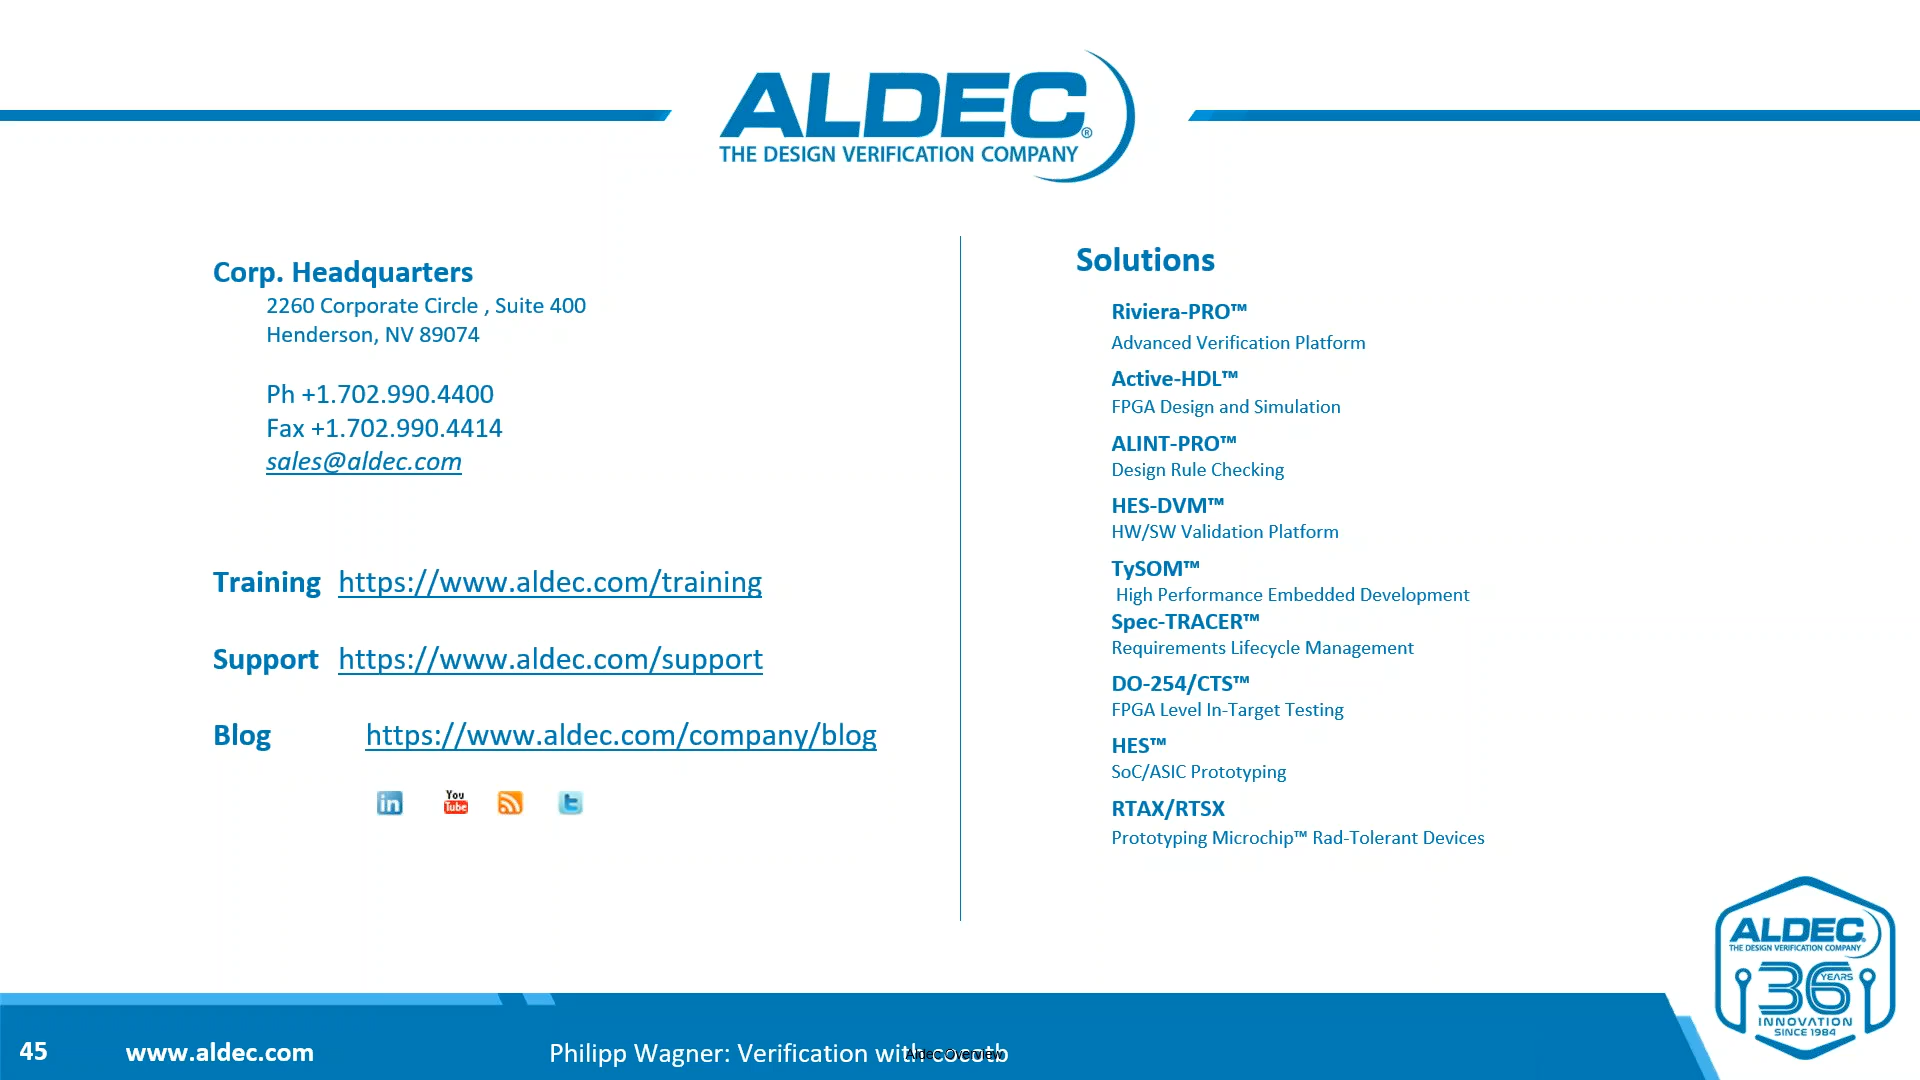 ALDEC®
THE DESIGN VERIFICATION COMPANY
Corp. Headquarters
2260 Corporate Circle , Suite 400
Henderson, NV 89074
Ph +1.702.990.4400
Fax +1.702.990.4414
sales@aldec.com
Training https://www.aldec.com/training
Support https://www.aldec.com/support
Blog https://www.aldec.com/company/blog
in
You
Tube
Solutions
Riviera-PRO™
Advanced Verification Platform
Active-HDL™
FPGA Design and Simulation
ALINT-PRO™
Design Rule Checking
HES-DVM™
HW/SW Validation Platform
TySOM™
High Performance Embedded Development
Spec-TRACER™
Requirements Lifecycle Management
DO-254/CTS™
FPGA Level In-Target Testing
HES™
SoC/ASIC Prototyping
RTAX/RTSX
Prototyping Microchip™ Rad-Tolerant Devices
ALDEC
THE DESIGN VERIFICATION COMPANY
36 YEARS
INNOVATION
SINCE 1984
45
www.aldec.com
Philipp Wagner: Verification with cocotb
Aldec Overview